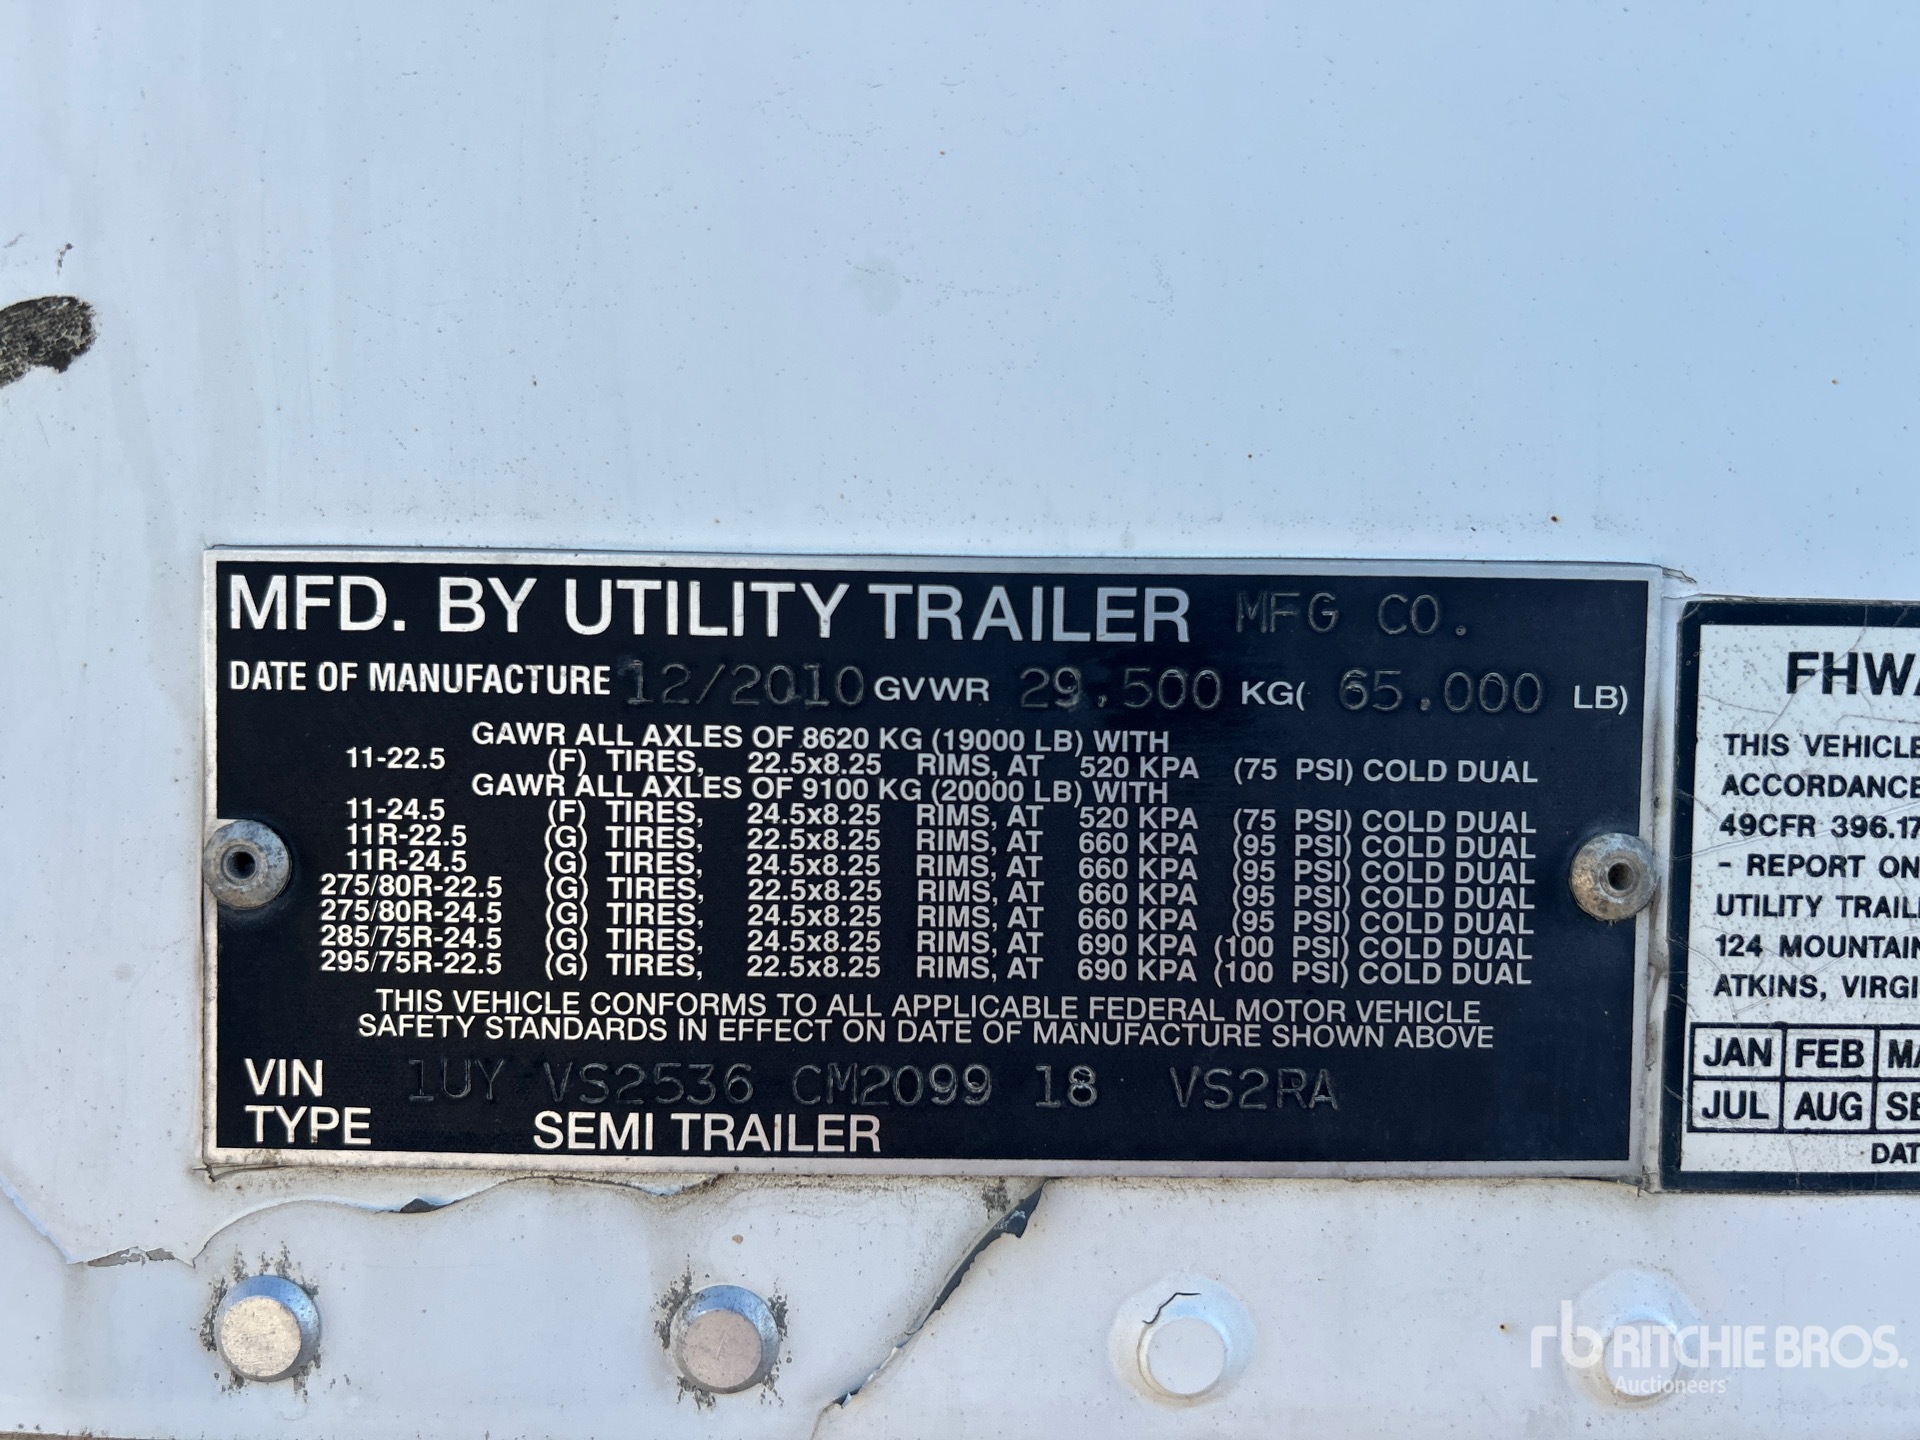 MFD. BY UTILITY TRAILER MFG CO.
DATE OF MANUFACTURE 12/2010 GVWR 29.500 KG( 65.000 LB)
GAWR ALL AXLES OF 8620 KG (19000 LB) WITH
11-22.5 (F) TIRES, 22.5x8.25 RIMS, AT 520 KPA (75 PSI) COLD DUAL
GAWR ALL AXLES OF 9100 KG (20000 LB) WITH
11-24.5 (F) TIRES, 24.5x8.25 RIMS, AT 520 KPA (75 PSI) COLD DUAL
11R-22.5 (G) TIRES, 22.5x8.25 RIMS, AT 660 KPA (95 PSI) COLD DUAL
11R-24.5 (G) TIRES, 24.5x8.25 RIMS, AT 660 KPA (95 PSI) COLD DUAL
275/80R-22.5 (G) TIRES, 22.5x8.25 RIMS, AT 660 KPA (95 PSI) COLD DUAL
275/80R-24.5 (G) TIRES, 24.5x8.25 RIMS, AT 660 KPA (95 PSI) COLD DUAL
285/75R-24.5 (G) TIRES, 24.5x8.25 RIMS, AT 690 KPA (100 PSI) COLD DUAL
295/75R-22.5 (G) TIRES, 22.5x8.25 RIMS, AT 690 KPA (100 PSI) COLD DUAL
THIS VEHICLE CONFORMS TO ALL APPLICABLE FEDERAL MOTOR VEHICLE
SAFETY STANDARDS IN EFFECT ON DATE OF MANUFACTURE SHOWN ABOVE
VIN 1UY VS2536 CM2099 18 VS2RA
TYPE SEMI TRAILER
FHWA
THIS VEHICLE
ACCORDANCE
49CFR 396.17
- REPORT ON
UTILITY TRAIL
124 MOUNTAIN
ATKINS, VIRGI
JAN FEB MA
JUL AUG SE
DAT
rb RITCHIE BROS.
Auctioneers